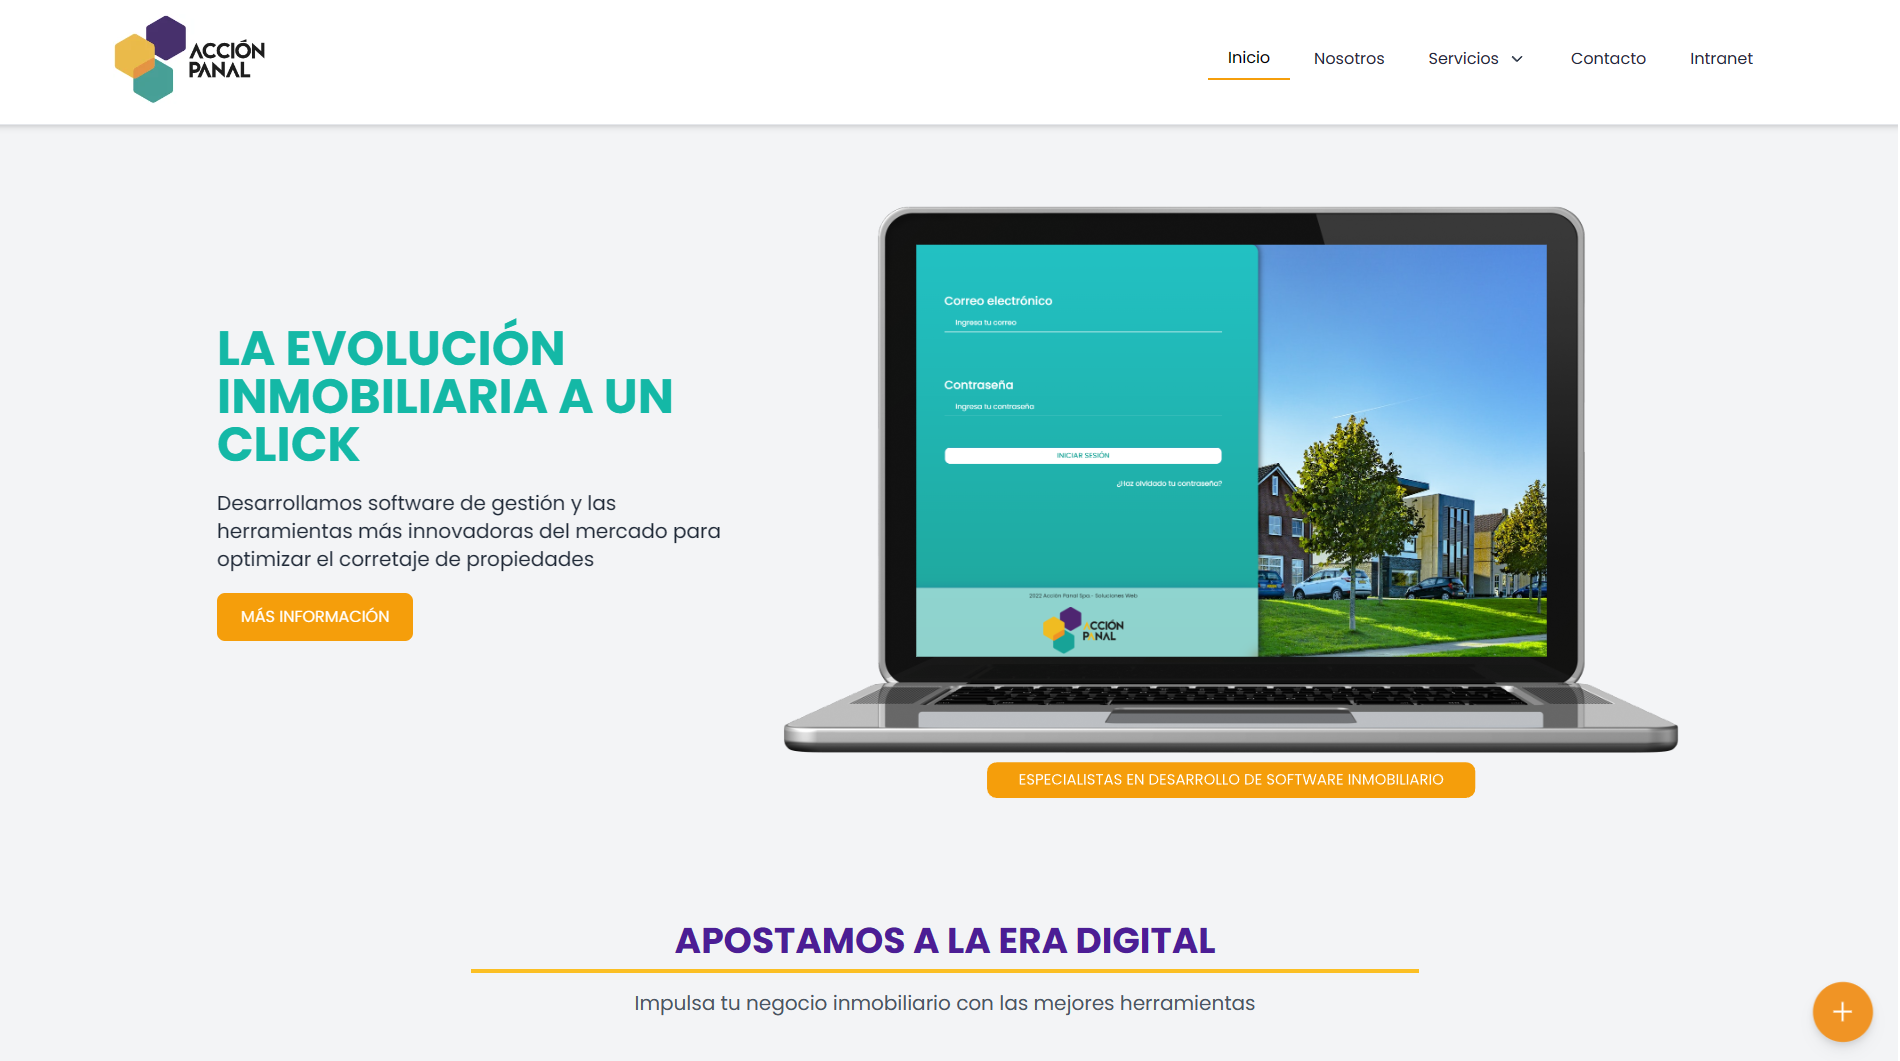 ACCIÓN
PANAL
Inicio
Nosotros
Servicios
Contacto
Intranet
LA EVOLUCIÓN
INMOBILIARIA A UN
CLICK
Desarrollamos software de gestión y las
herramientas más innovadoras del mercado para
optimizar el corretaje de propiedades
MÁS INFORMACIÓN
Correo electrónico
Ingresa tu correo
Contraseña
Ingresa tu contraseña
INICIAR SESIÓN
¿Haz olvidado tu contraseña?
2022 Acción Panal Spa - Soluciones Web
ACCIÓN
PANAL
ESPECIALISTAS EN DESARROLLO DE SOFTWARE INMOBILIARIO
APOSTAMOS A LA ERA DIGITAL
Impulsa tu negocio inmobiliario con las mejores herramientas